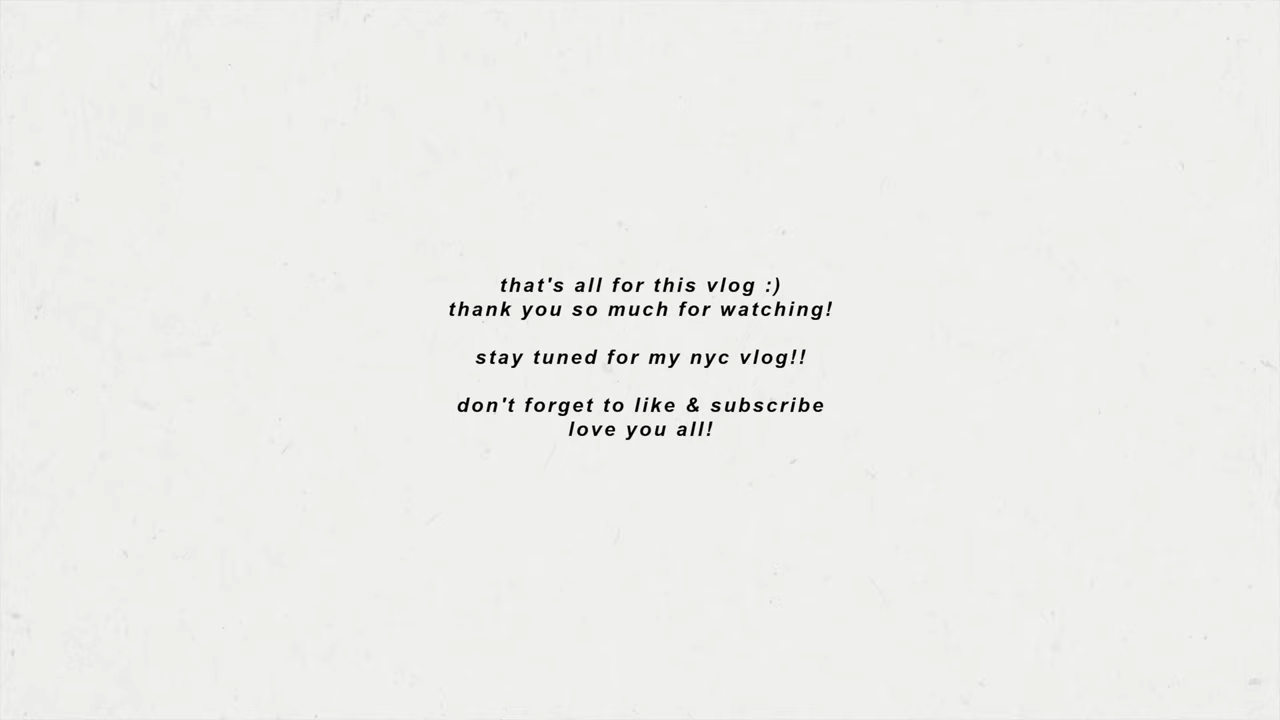 that's all for this vlog :)
thank you so much for watching!
stay tuned for my nyc vlog!!
don't forget to like & subscribe
love you all!